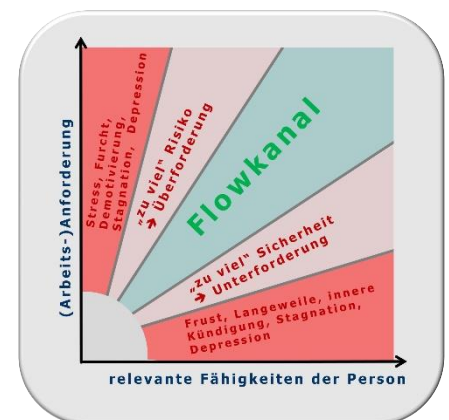 (Arbeits-)Anforderung
Stress, Furcht,
Demotivierung,
Stagnation, Depression
„zu viel“ Risiko
➔ Überforderung
Flowkanal
„zu viel“ Sicherheit
➔ Unterforderung
Frust, Langeweile, innere
Kündigung, Stagnation,
Depression
relevante Fähigkeiten der Person